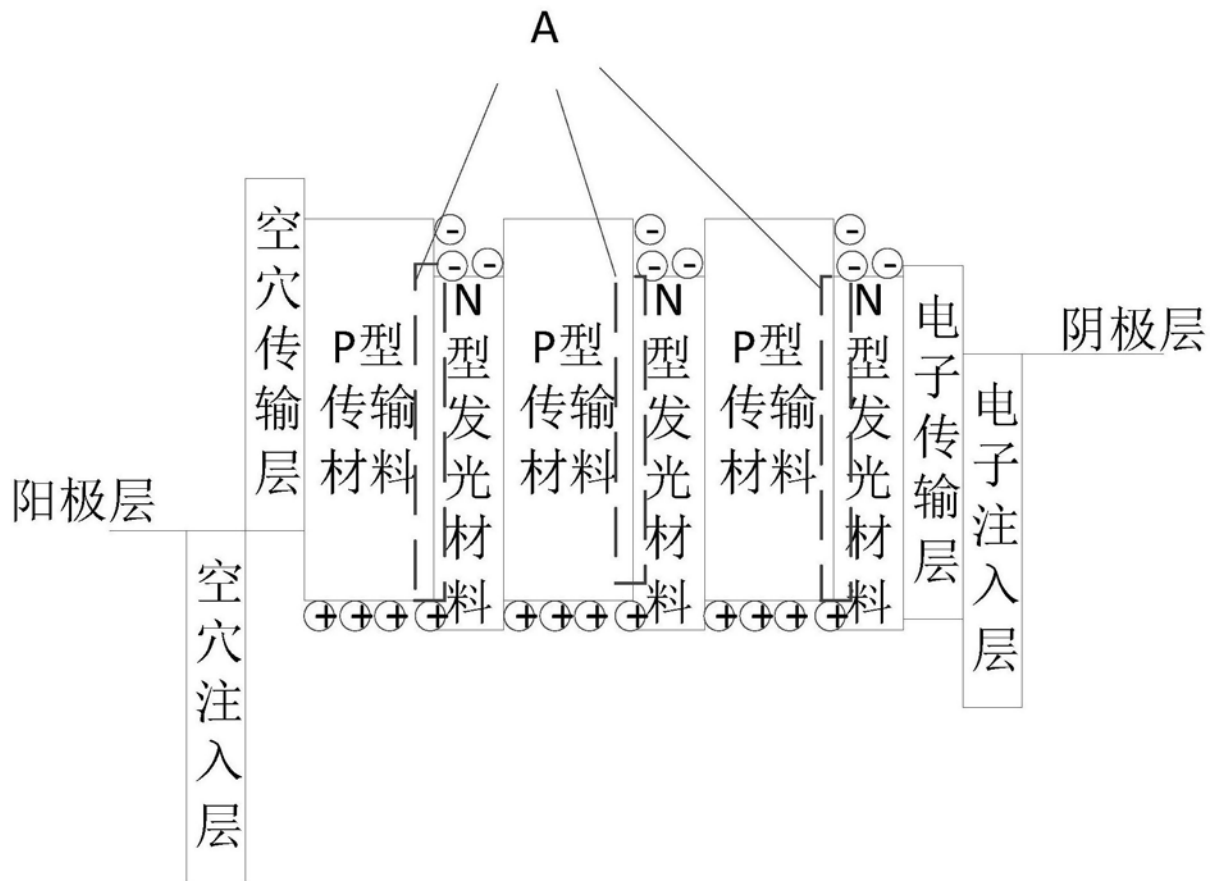 A
空穴传输层
P型
传输
材料
N型发光材料
P型
传输
材料
N型发光材料
P型
传输
材料
N型发光材料
电子传输层
阴极层
电子注入层
阳极层
空穴注入层